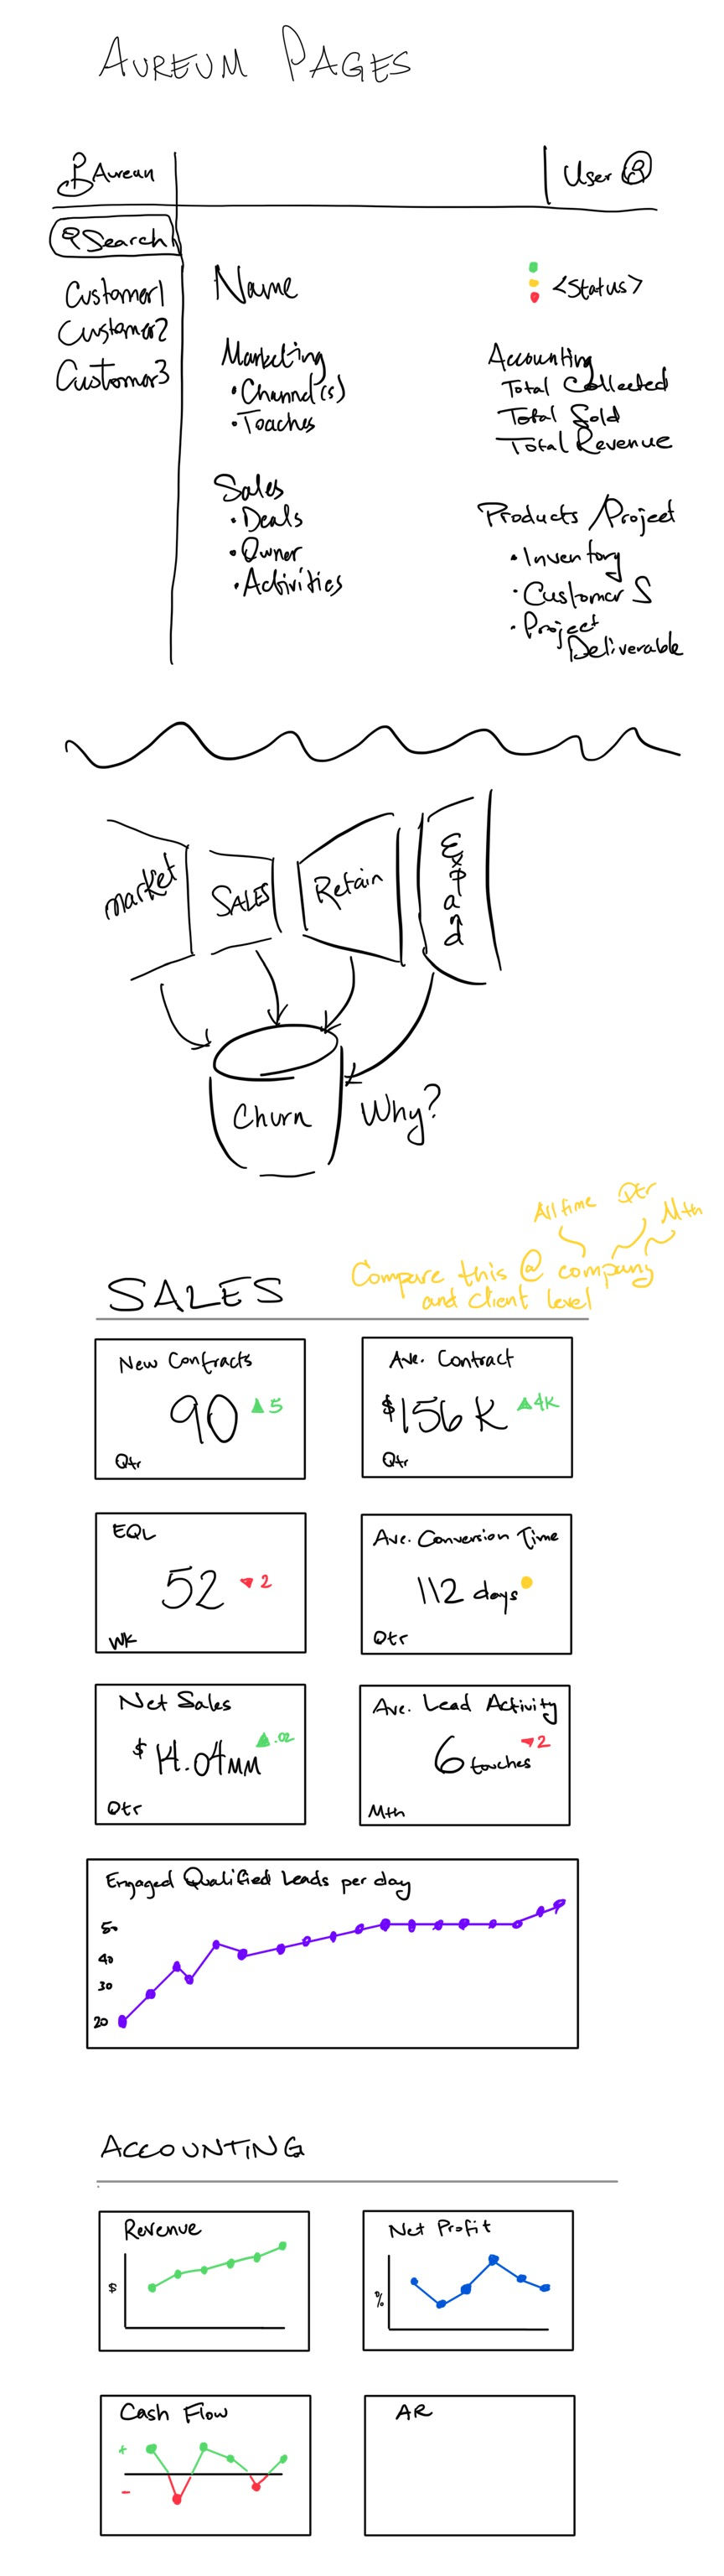 AUREUM PAGES
Aurean
User
Search
Customer1
Customer2
Customer3
Name
<Status>
Marketing
• Channel(s)
• Touches
Accounting
Total Collected
Total Sold
Total Revenue
Sales
• Deals
• Owner
• Activities
Products/Project
• Inventory
• Customer S
• Project
Deliverable
market
SALES
Retain
Expand
Churn
Why?
All time
Qtr
Mth
Compare this @ company
and client level
SALES
New Contracts
90 ▲5
Qtr
Ave. Contract
$156K ▲4K
Qtr
EQL
52 ▼2
WK
Ave. Conversion Time
112 days
Qtr
Net Sales
$14.04MM ▲.02
Qtr
Ave. Lead Activity
6 touches ▼2
Mth
Engaged Qualified Leads per day
50
40
30
20
ACCOUNTING
Revenue
$
Net Profit
%
Cash Flow
+
-
AR